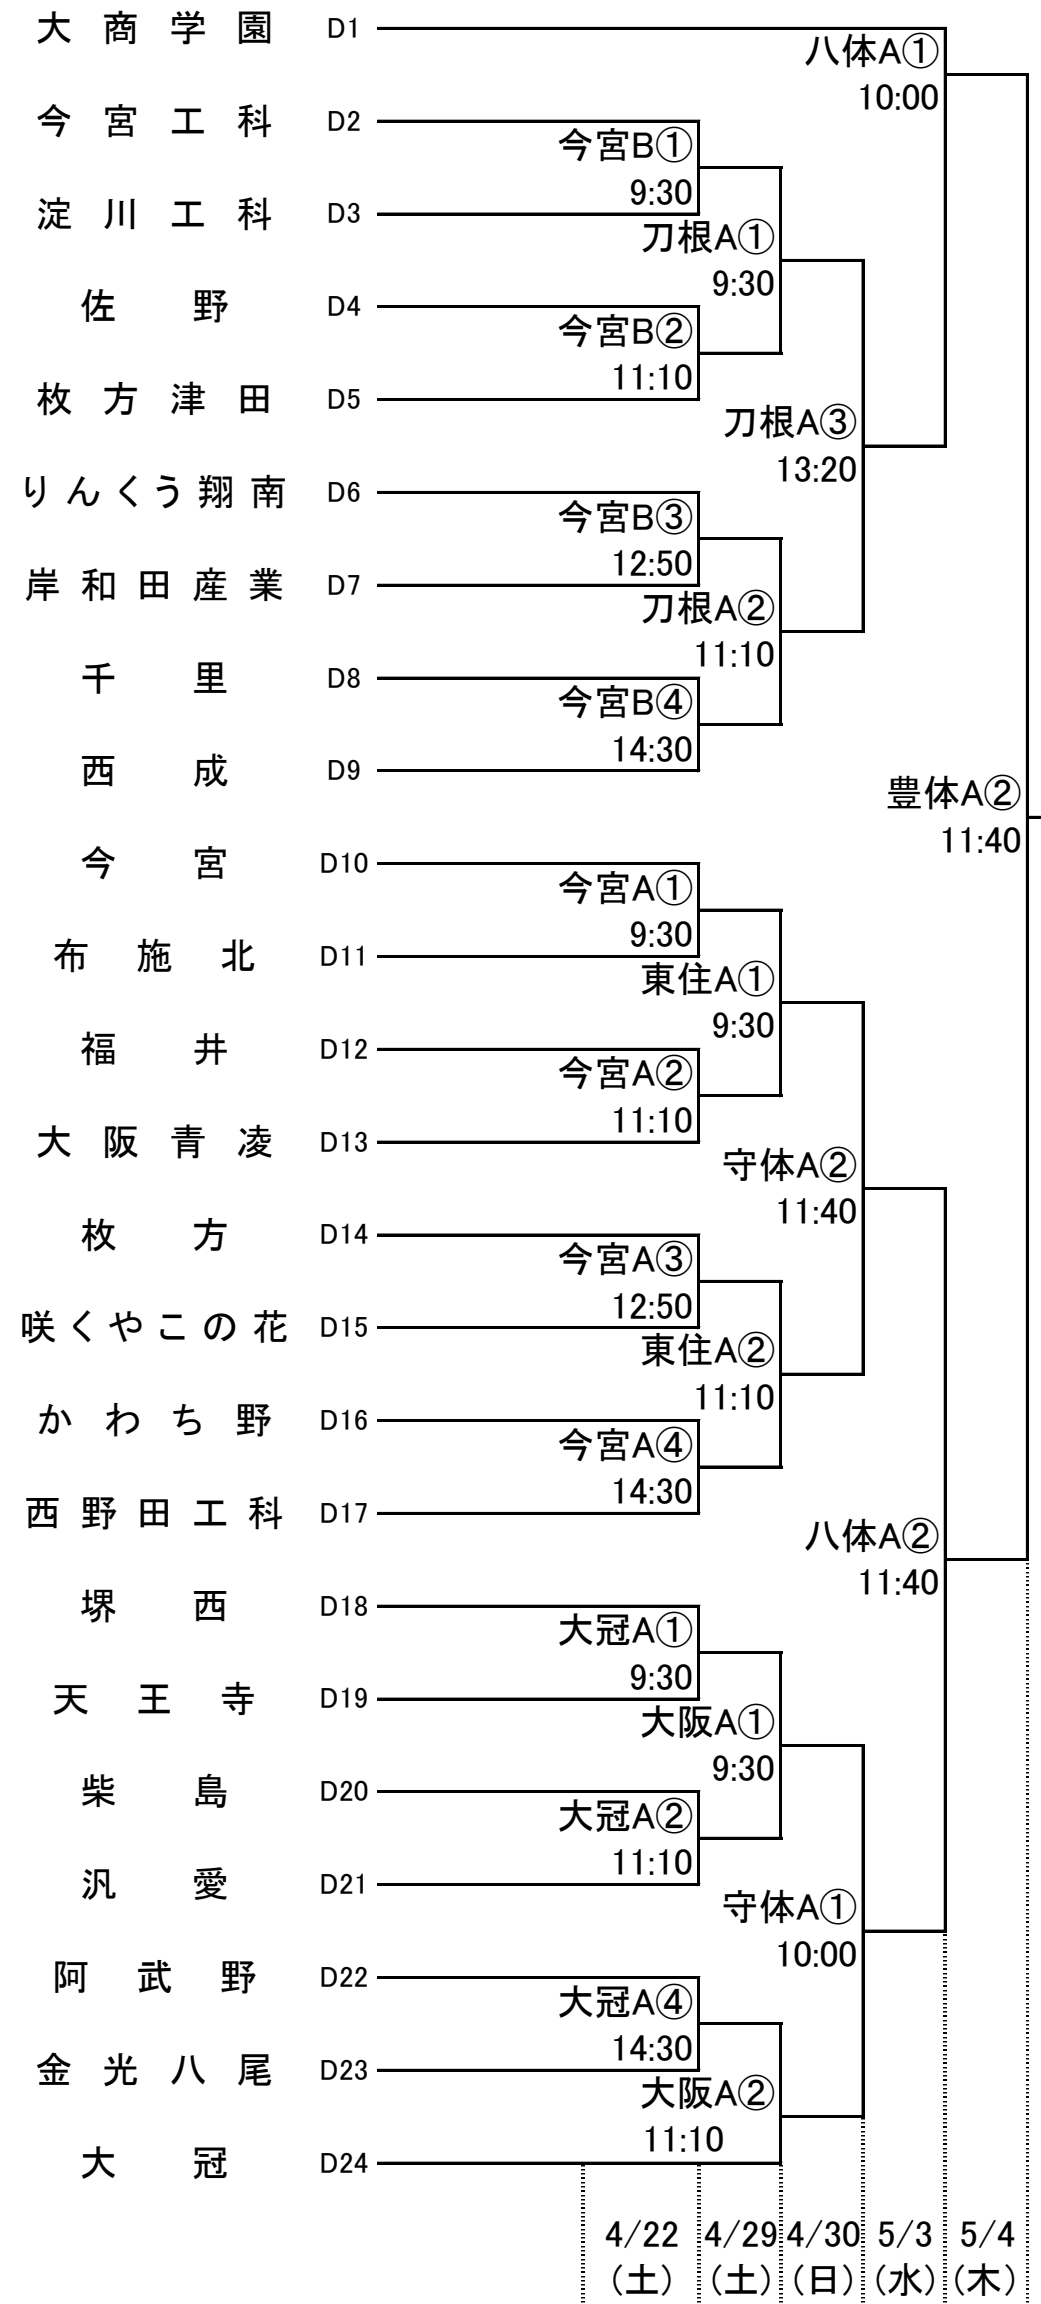 大商学園 D1
八体A①
10:00
今宮工科 D2
今宮B①
9:30
淀川工科 D3
刀根A①
9:30
佐野 D4
今宮B②
11:10
枚方津田 D5
刀根A③
13:20
りんくう翔南 D6
今宮B③
12:50
岸和田産業 D7
刀根A②
11:10
千里 D8
今宮B④
14:30
西成 D9
豊体A②
11:40
今宮 D10
今宮A①
9:30
布施北 D11
東住A①
9:30
福井 D12
今宮A②
11:10
大阪青凌 D13
守体A②
11:40
枚方 D14
今宮A③
12:50
咲くやこの花 D15
東住A②
11:10
かわち野 D16
今宮A④
14:30
西野田工科 D17
八体A②
11:40
堺西 D18
大冠A①
9:30
天王寺 D19
大阪A①
9:30
柴島 D20
大冠A②
11:10
汎愛 D21
守体A①
10:00
阿武野 D22
大冠A④
14:30
金光八尾 D23
大阪A②
11:10
大冠 D24
4/22 4/29 4/30 5/3 5/4
(土) (土) (日) (水) (木)